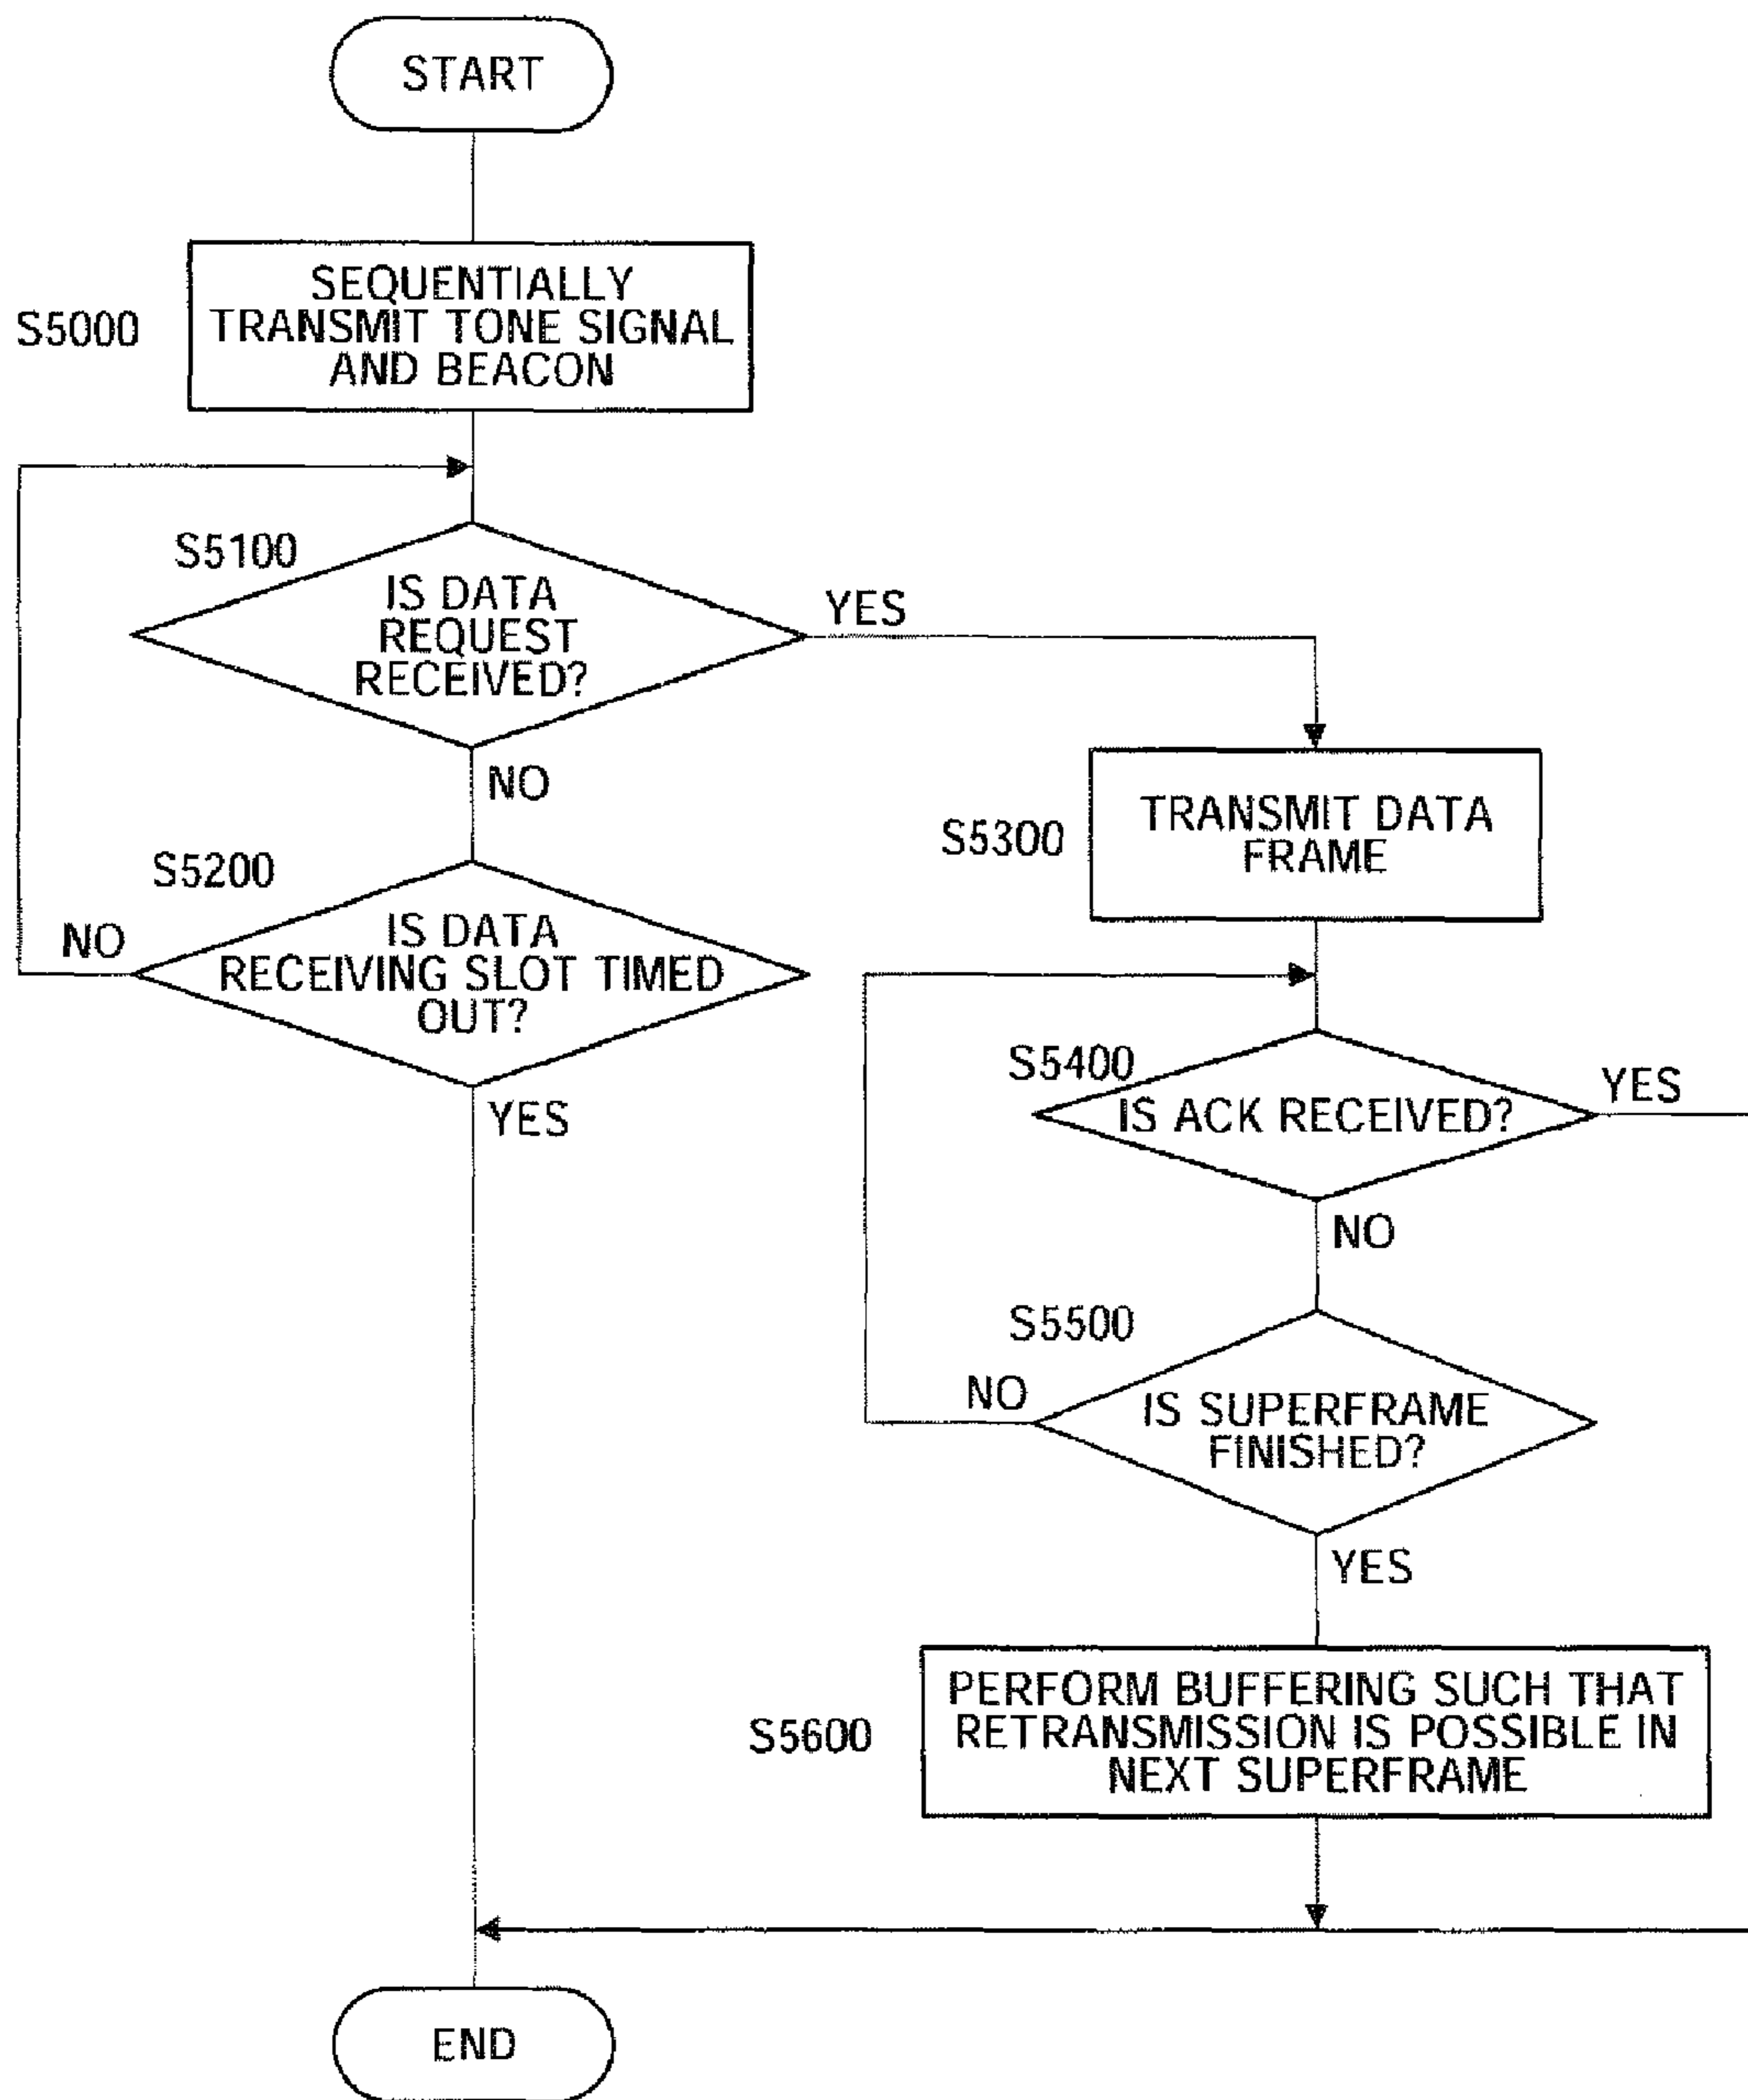 START
S5000
SEQUENTIALLY
TRANSMIT TONE SIGNAL
AND BEACON
S5100
IS DATA
REQUEST
RECEIVED?
YES
NO
S5200
IS DATA
RECEIVING SLOT TIMED
OUT?
NO
YES
S5300
TRANSMIT DATA
FRAME
S5400
IS ACK RECEIVED?
YES
NO
S5500
IS SUPERFRAME
FINISHED?
NO
YES
S5600
PERFORM BUFFERING SUCH THAT
RETRANSMISSION IS POSSIBLE IN
NEXT SUPERFRAME
END